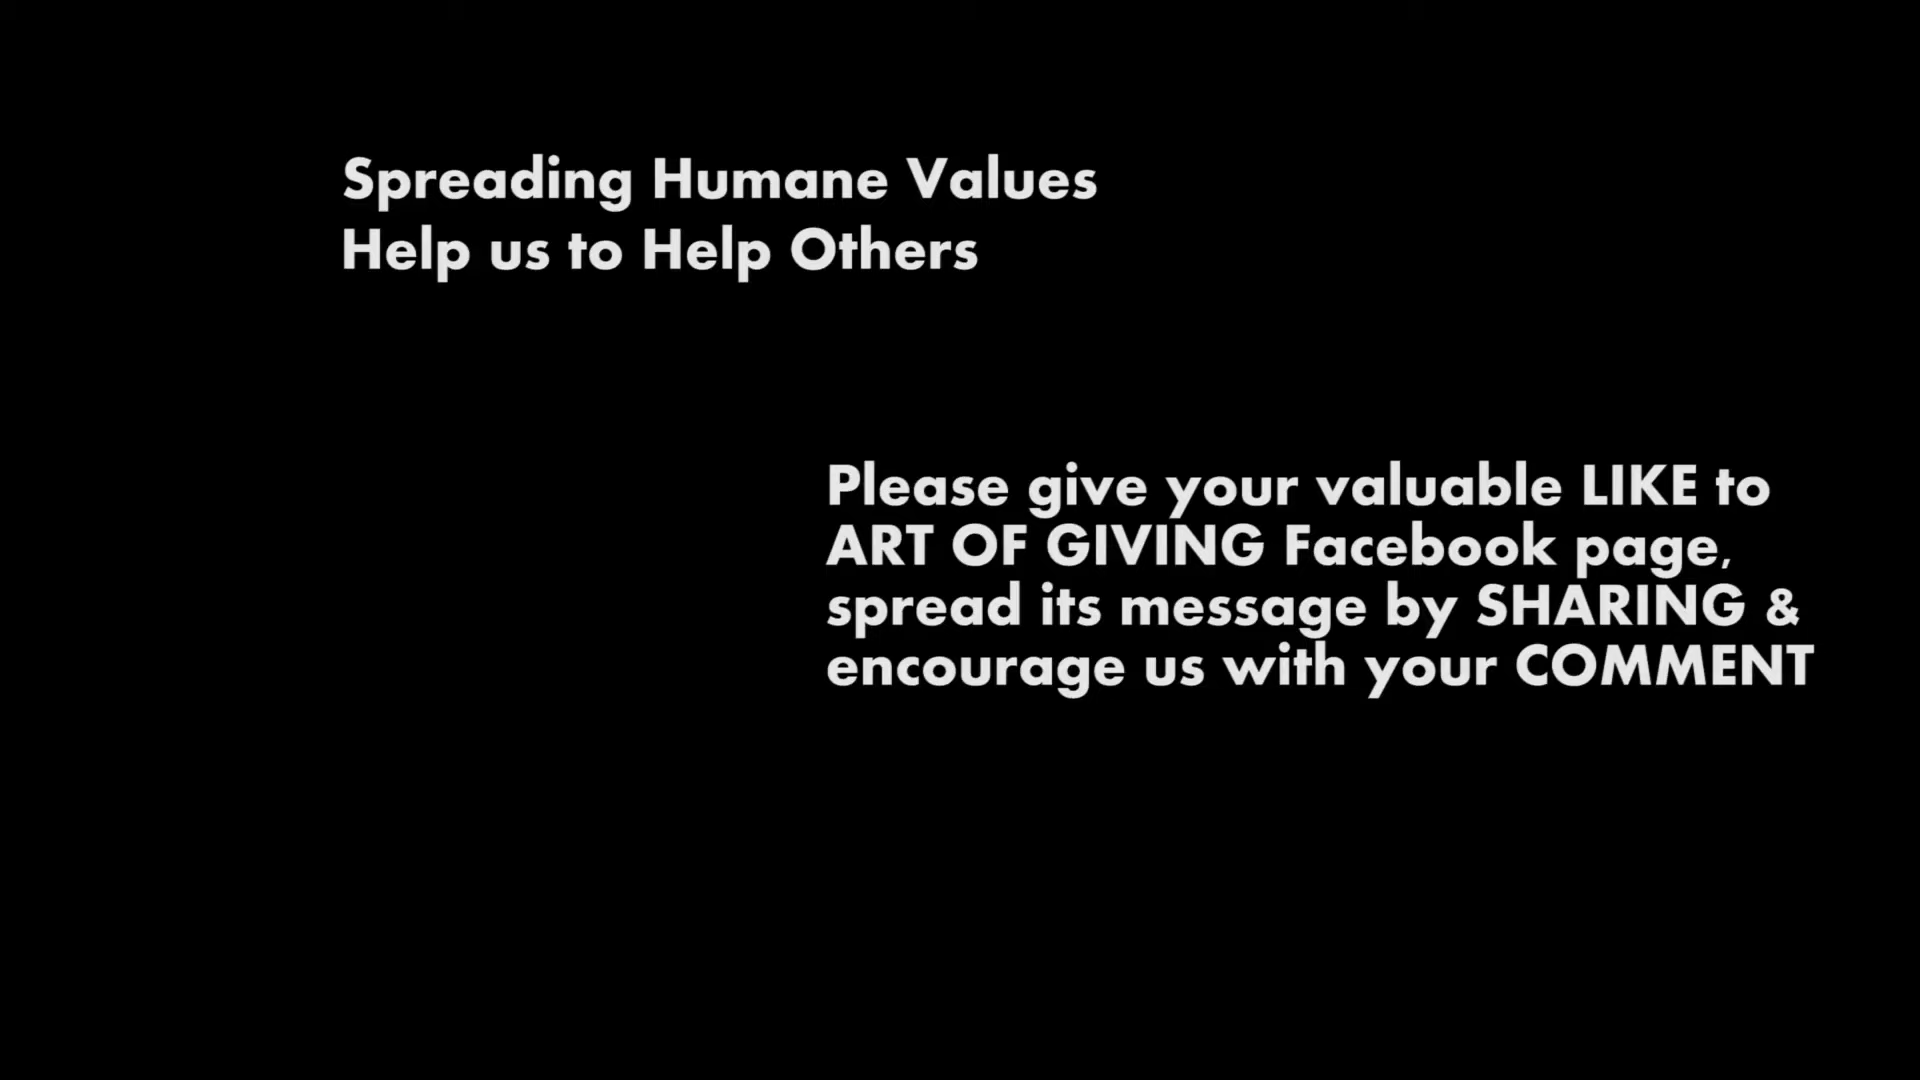 Spreading Humane Values
Help us to Help Others
Please give your valuable LIKE to
ART OF GIVING Facebook page,
spread its message by SHARING &
encourage us with your COMMENT